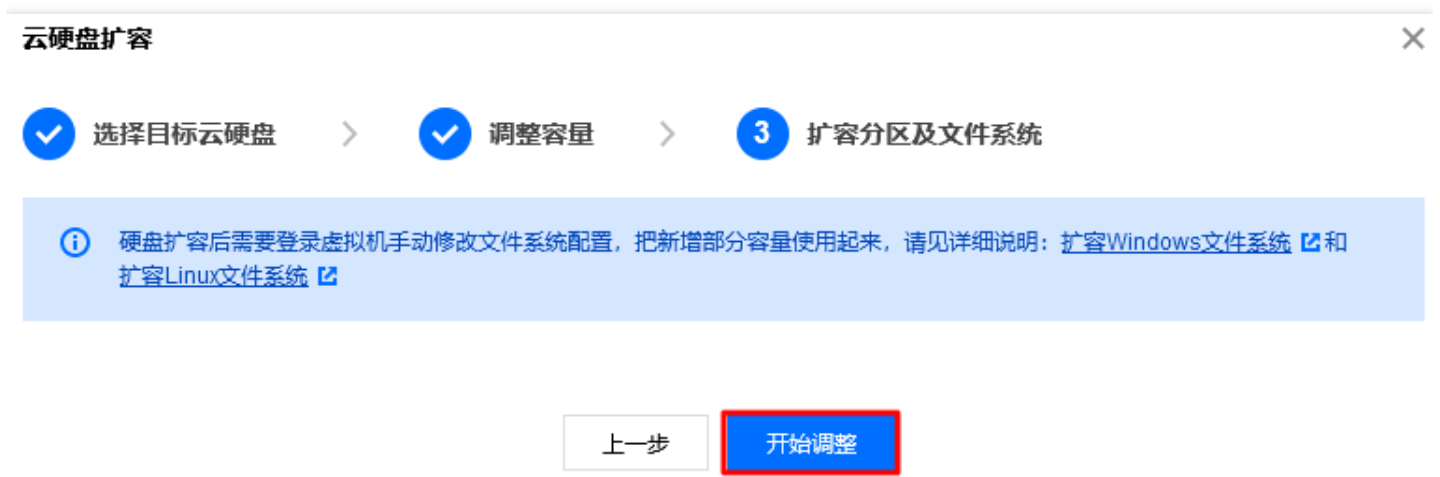 云硬盘扩容
选择目标云硬盘
调整容量
3 扩容分区及文件系统
硬盘扩容后需要登录虚拟机手动修改文件系统配置，把新增部分容量使用起来，请见详细说明：扩容Windows文件系统 和
扩容Linux文件系统
上一步
开始调整